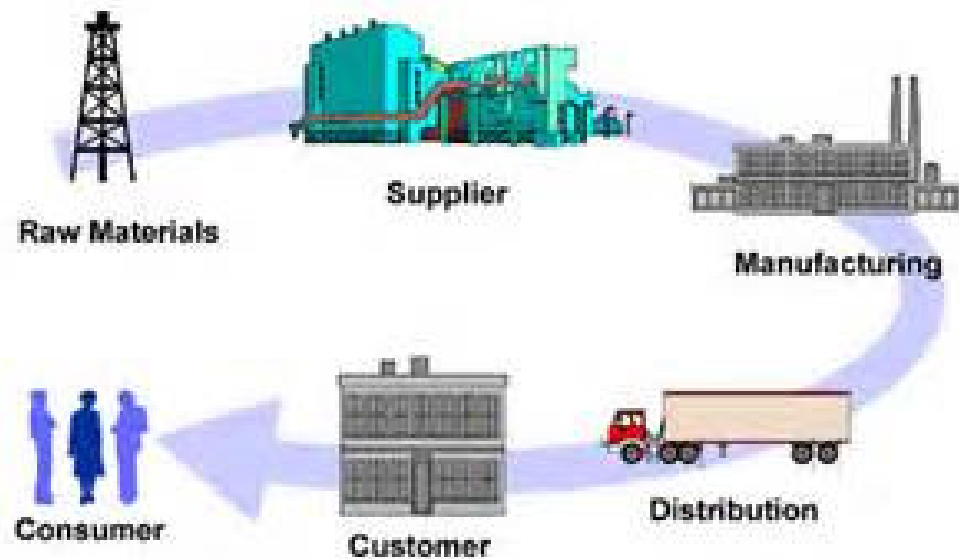 Raw Materials
Supplier
Manufacturing
Distribution
Customer
Consumer